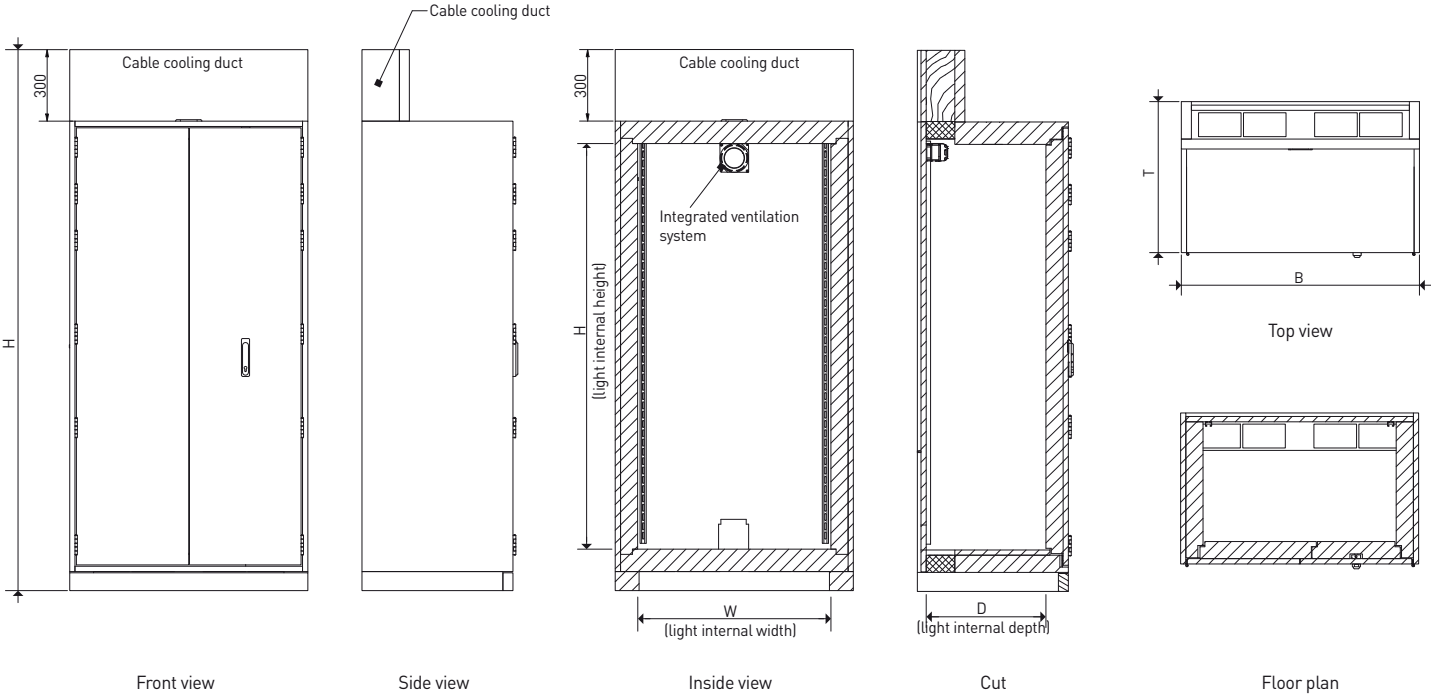 Cable cooling duct
Cable cooling duct
300
H
Cable cooling duct
300
Integrated ventilation
system
H
(light internal height)
W
(light internal width)
D
(light internal depth)
T
B
Top view
Front view
Side view
Inside view
Cut
Floor plan